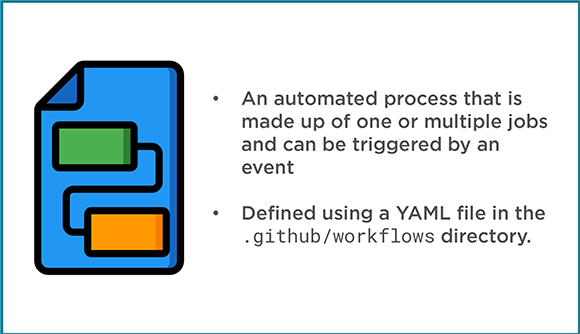 • An automated process that is
made up of one or multiple jobs
and can be triggered by an
event
• Defined using a YAML file in the
.github/workflows directory.